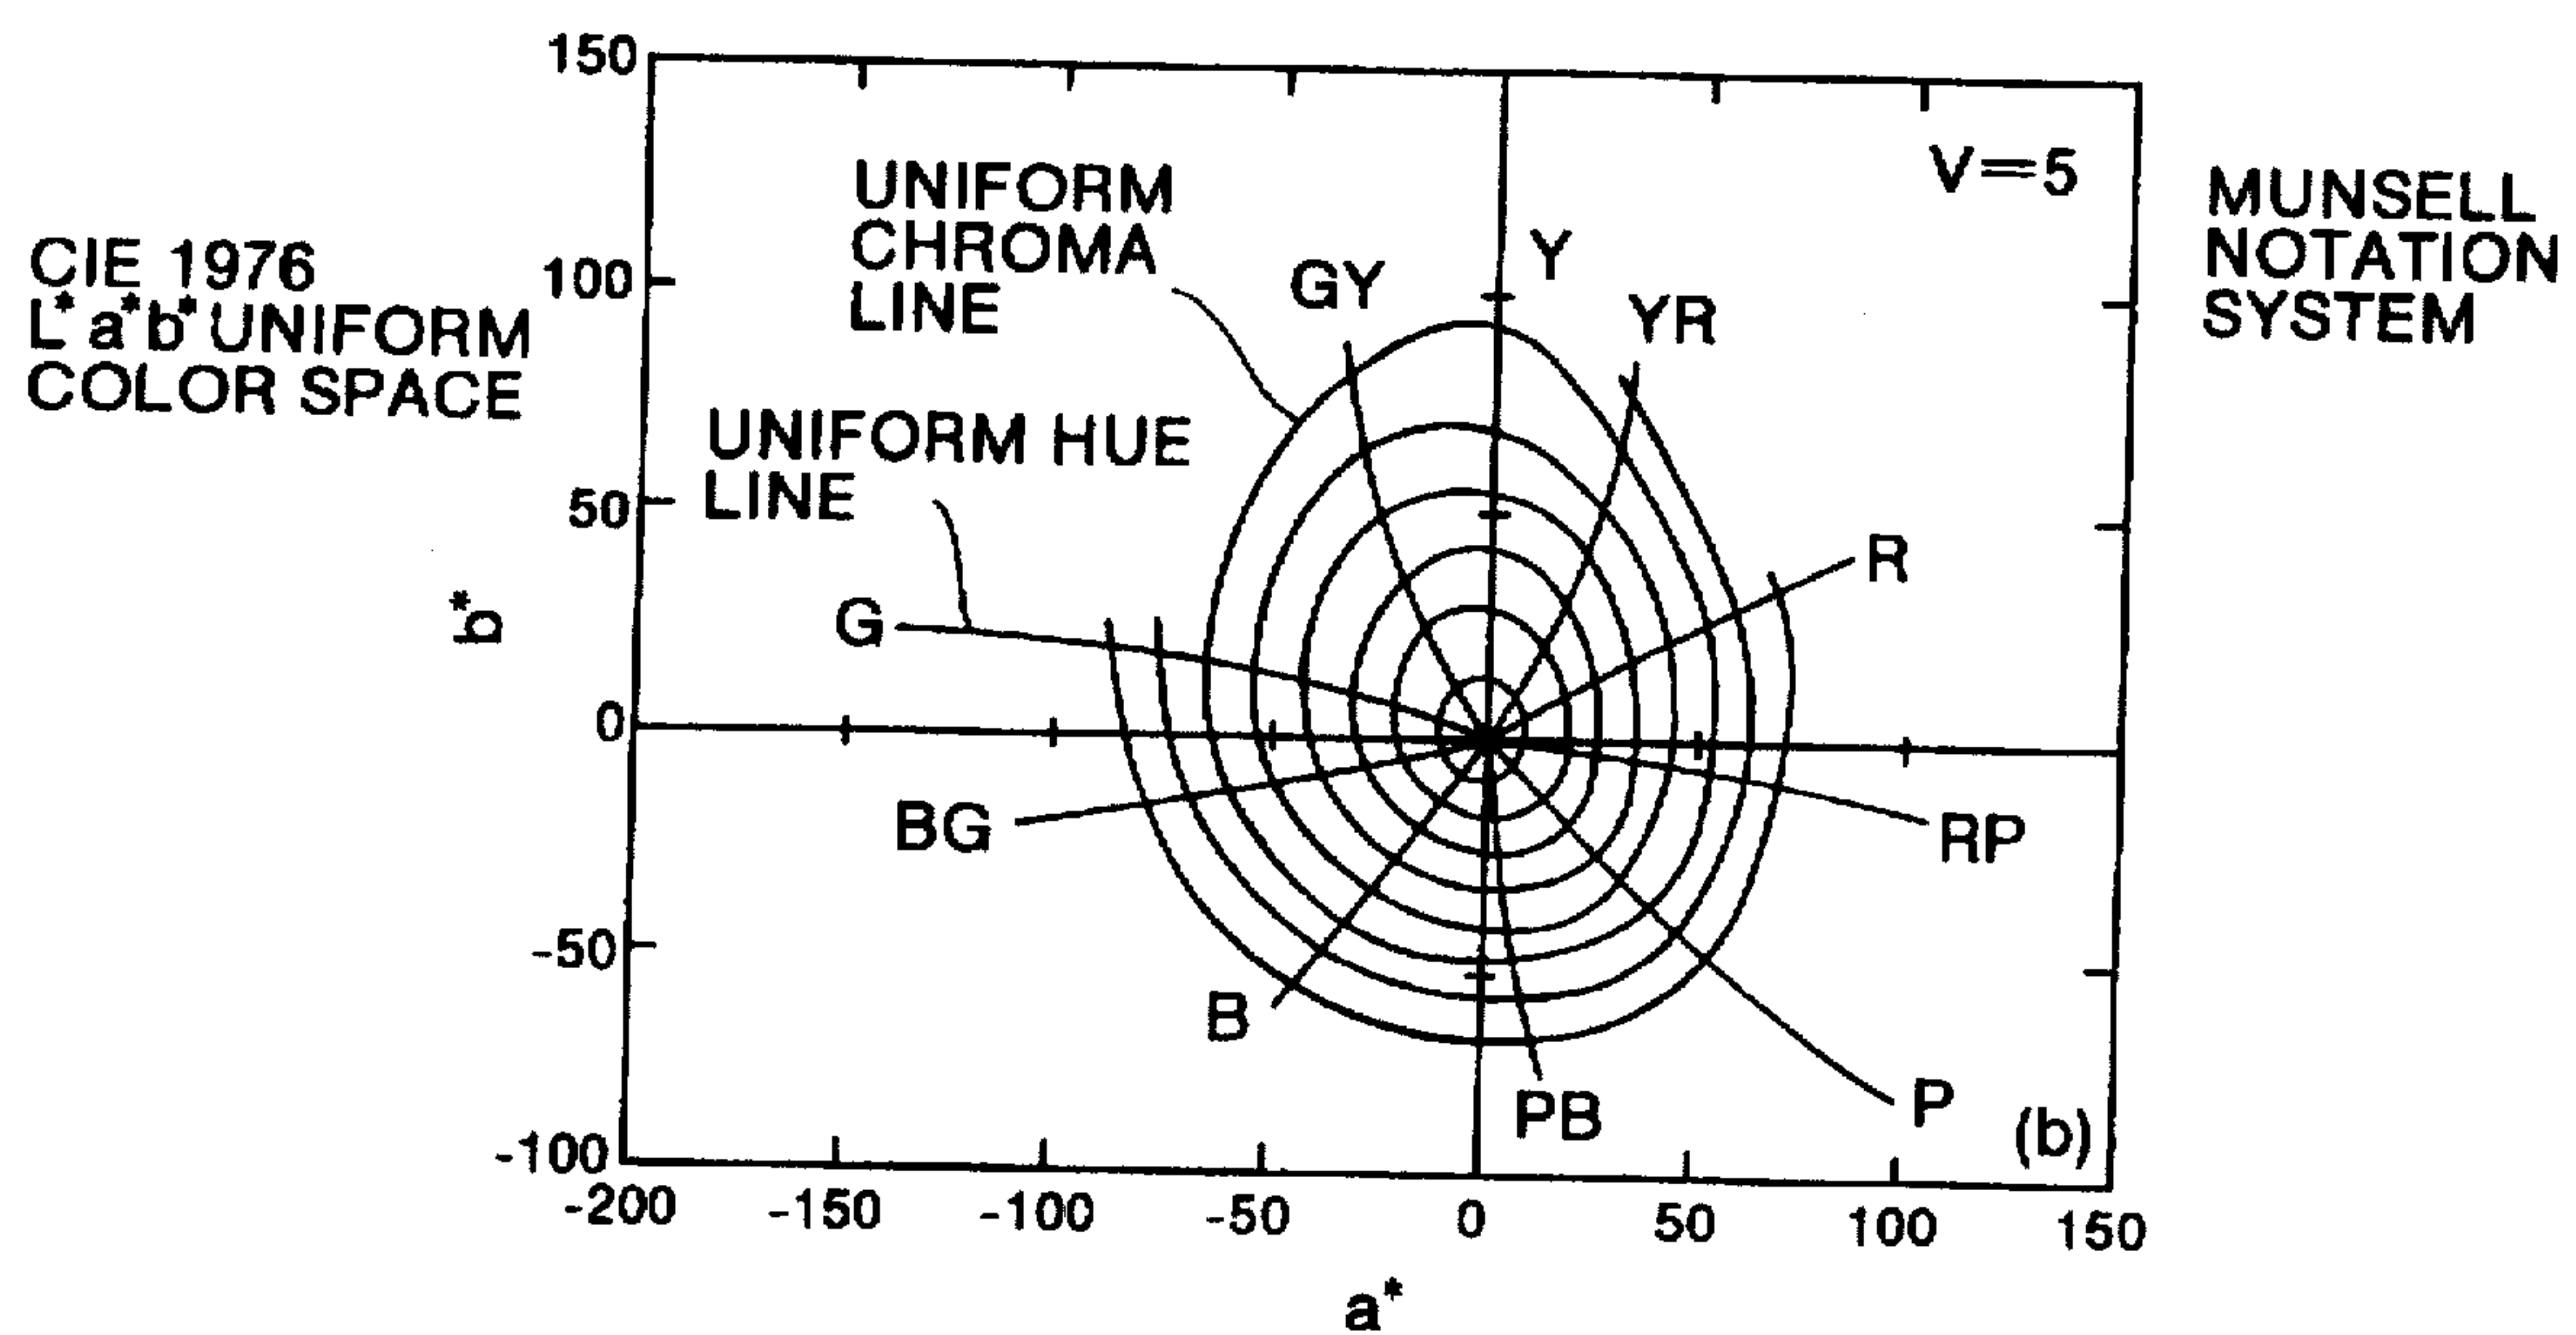 CIE 1976
L* a* b* UNIFORM
COLOR SPACE
150
100
50
0
-50
-100
b*
-200
-150
-100
-50
0
50
100
150
a*
UNIFORM
CHROMA
LINE
UNIFORM HUE
LINE
GY
Y
YR
R
RP
P
PB
B
BG
G
V=5
(b)
MUNSELL
NOTATION
SYSTEM